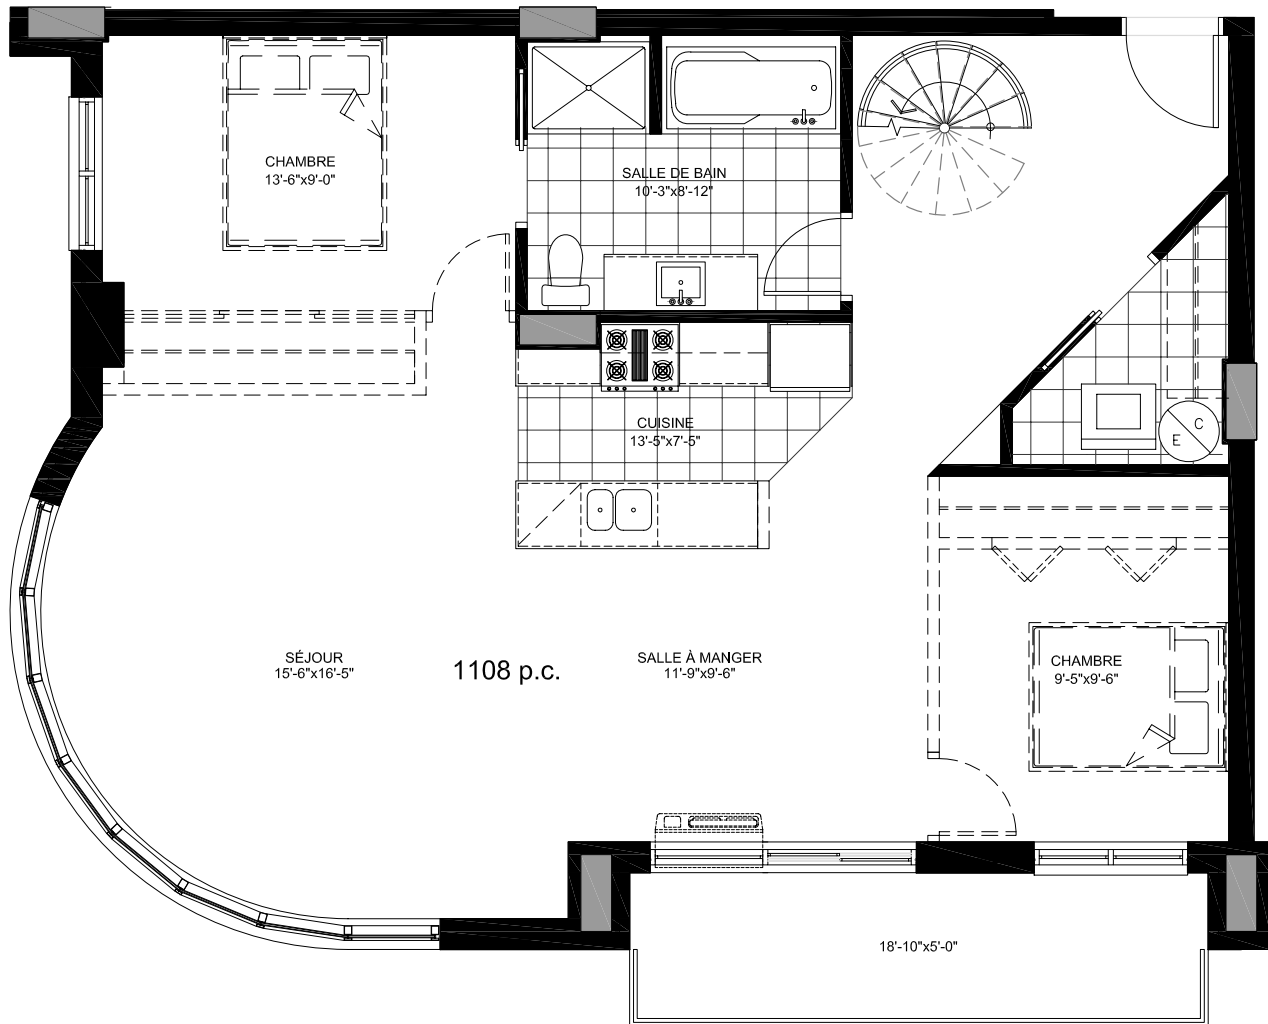 CHAMBRE
13'-6"x9'-0"
SALLE DE BAIN
10'-3"x8'-12"
CUISINE
13'-5"x7'-5"
C
E
SÉJOUR
15'-6"x16'-5"
1108 p.c.
SALLE À MANGER
11'-9"x9'-6"
CHAMBRE
9'-5"x9'-6"
18'-10"x5'-0"